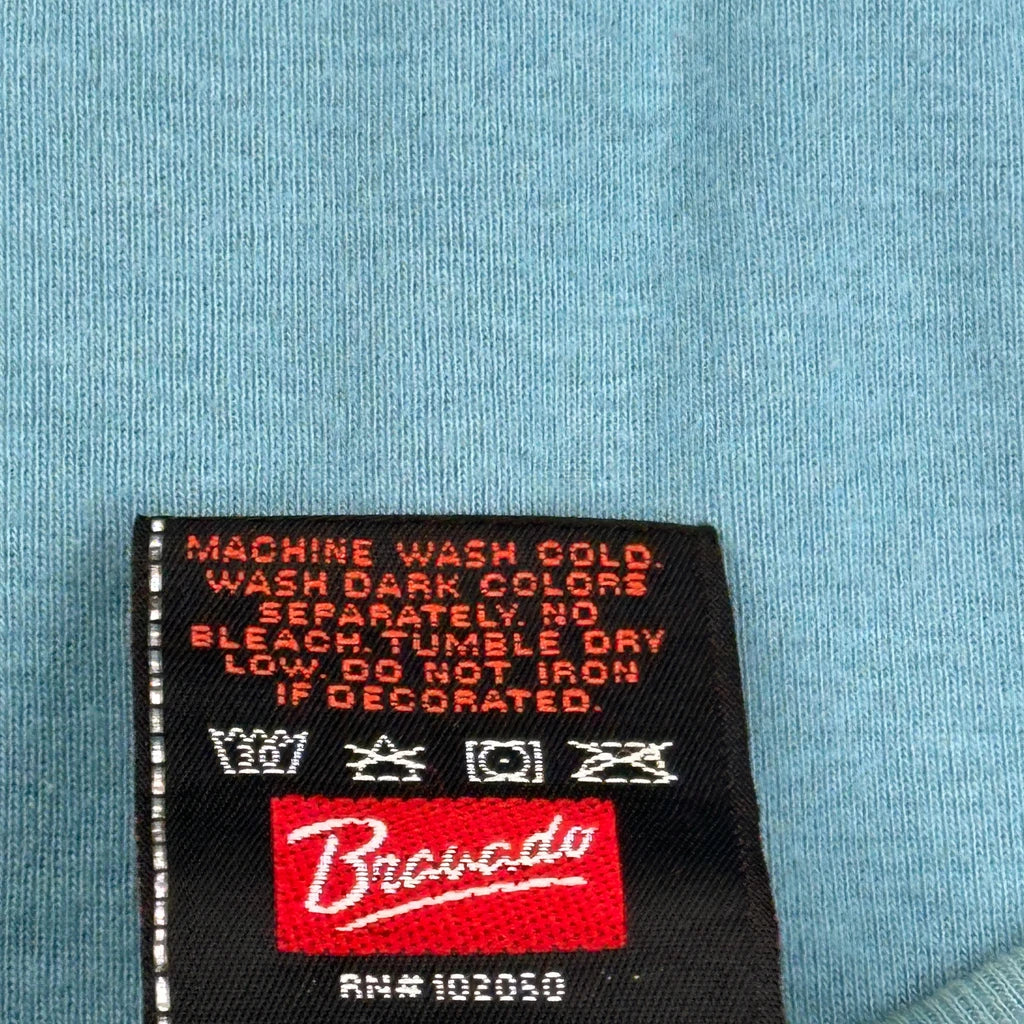 MACHINE WASH COLD.
WASH DARK COLORS
SEPARATELY. NO
BLEACH. TUMBLE DRY
LOW. DO NOT IRON
IF DECORATED.
30
Bravado
RN#102050